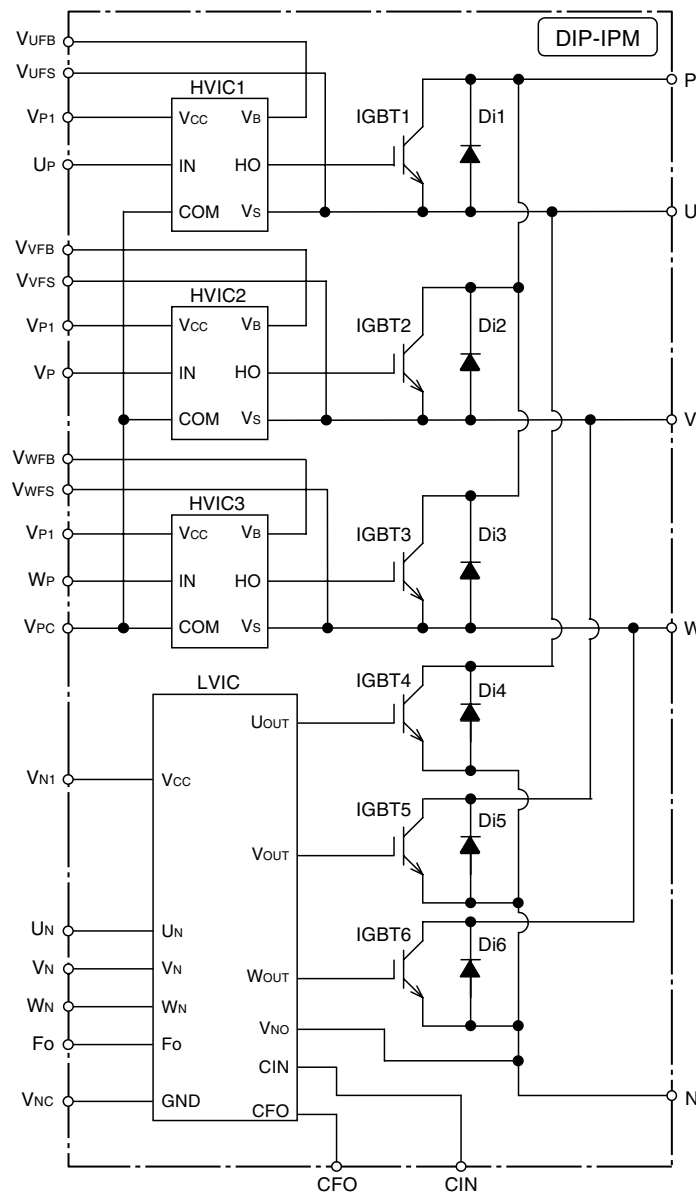 DIP-IPM
VUFB
VUFS
HVIC1
VP1
VCC
VB
IGBT1
Di1
P
UP
IN
HO
COM
VS
U
VVFB
VVFS
HVIC2
VP1
VCC
VB
IGBT2
Di2
VP
IN
HO
COM
VS
V
VWFB
VWFS
HVIC3
VP1
VCC
VB
IGBT3
Di3
WP
IN
HO
VPC
COM
VS
W
LVIC
IGBT4
Di4
UOUT
VN1
VCC
IGBT5
Di5
VOUT
UN
UN
IGBT6
Di6
VN
VN
WOUT
WN
WN
VNO
Fo
Fo
CIN
VNC
GND
CFO
N
CFO
CIN